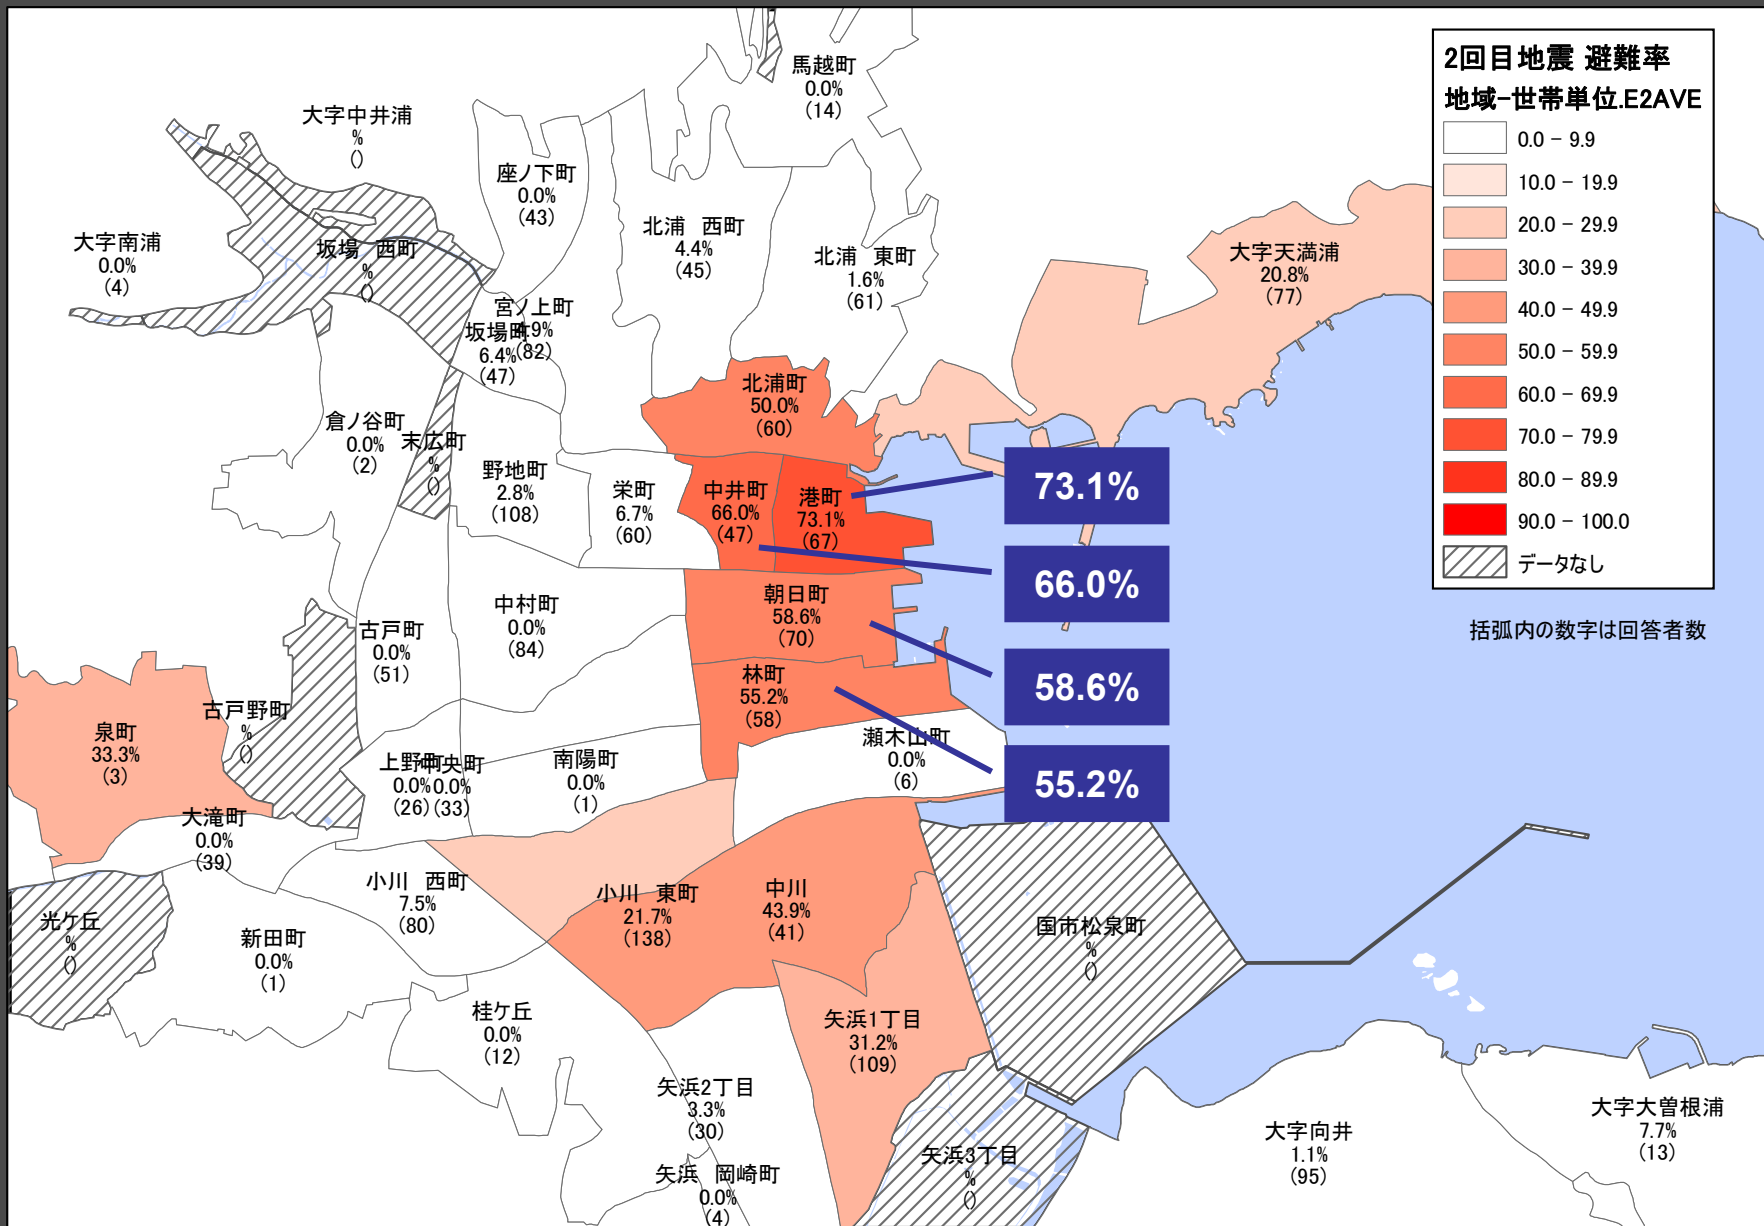 2回目地震 避難率
地域-世帯単位.E2AVE
0.0 - 9.9
10.0 - 19.9
20.0 - 29.9
30.0 - 39.9
40.0 - 49.9
50.0 - 59.9
60.0 - 69.9
70.0 - 79.9
80.0 - 89.9
90.0 - 100.0
データなし
括弧内の数字は回答者数
馬越町
0.0%
(14)
大字中井浦
%
()
座ノ下町
0.0%
(43)
北浦 西町
4.4%
(45)
北浦 東町
1.6%
(61)
大字天満浦
20.8%
(77)
大字南浦
0.0%
(4)
坂場 西町
%
()
宮ノ上町
4.9%
(82)
坂場町
6.4%
(47)
北浦町
50.0%
(60)
倉ノ谷町
0.0%
(2)
末広町
%
()
野地町
2.8%
(108)
栄町
6.7%
(60)
中井町
66.0%
(47)
港町
73.1%
(67)
73.1%
66.0%
58.6%
55.2%
朝日町
58.6%
(70)
中村町
0.0%
(84)
古戸町
0.0%
(51)
林町
55.2%
(58)
泉町
33.3%
(3)
古戸野町
%
()
上野町
0.0%
(26)
中央町
0.0%
(33)
南陽町
0.0%
(1)
瀬木山町
0.0%
(6)
大滝町
0.0%
(39)
小川 西町
7.5%
(80)
小川 東町
21.7%
(138)
中川
43.9%
(41)
光ケ丘
%
()
新田町
0.0%
(1)
国市松泉町
%
()
桂ケ丘
0.0%
(12)
矢浜1丁目
31.2%
(109)
矢浜2丁目
3.3%
(30)
矢浜3丁目
%
()
矢浜 岡崎町
0.0%
(4)
大字向井
1.1%
(95)
大字大曽根浦
7.7%
(13)